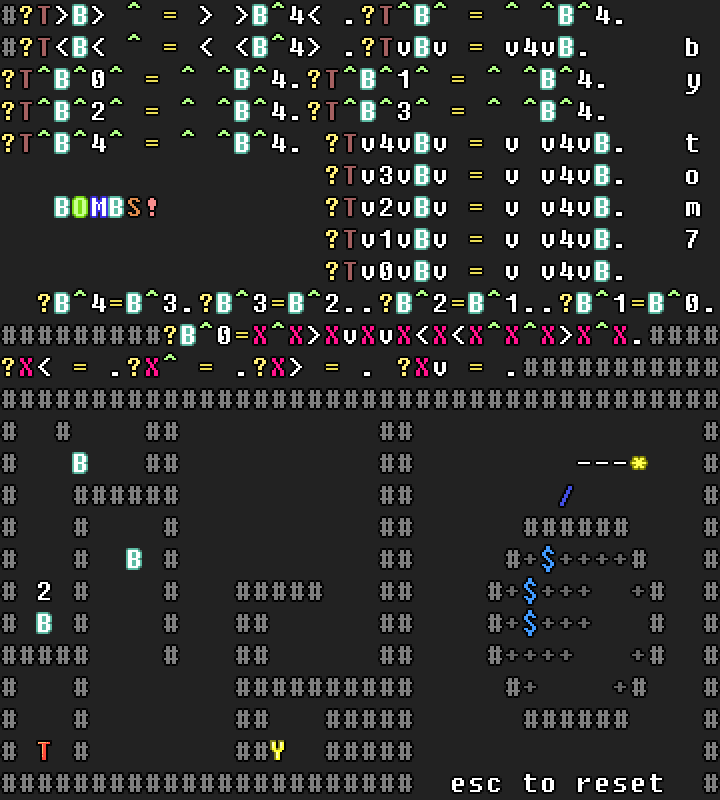 #?T>B> ^ = > >B^4< .?T^B^ = ^ ^B^4.
#?T<B< ^ = < <B^4> .?TvBv = v4vB. b
?T^B^0^ = ^ ^B^4.?T^B^1^ = ^ ^B^4. y
?T^B^2^ = ^ ^B^4.?T^B^3^ = ^ ^B^4.
?T^B^4^ = ^ ^B^4. ?Tv4vBv = v v4vB. t
?Tv3vBv = v v4vB. o
BOMBS! ?Tv2vBv = v v4vB. m
?Tv1vBv = v v4vB. 7
?Tv0vBv = v v4vB.
?B^4=B^3.?B^3=B^2..?B^2=B^1..?B^1=B^0.
#########?B^0=X^X>XvXvX<X<X^X^X^X>X^X.####
?X< = .?X^ = .?X> = . ?Xv = .###########
########################################
#  #    ##           ##                #
#   B   ##           ##         ---*   #
#   ######           ##        /       #
#   #    #           ##      ######    #
#   #  B #           ##     #+$++++#   #
# 2 #    #   #####   ##    #+$+++  +#  #
# B #    #   ##      ##    #+$+++   #  #
#####    #   ##      ##    #++++   +#  #
#   #        ##########     #+    +#   #
#   #        ##   #####      ######    #
# T #        ##Y  #####                #
####################### esc to reset #